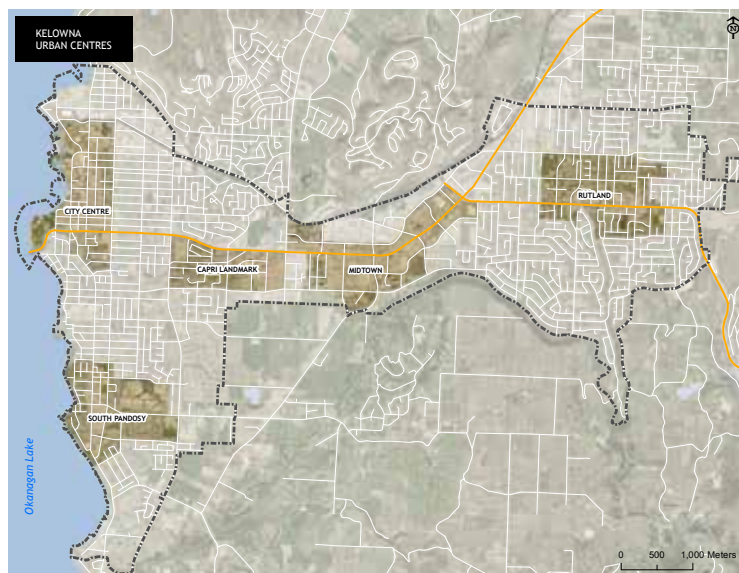 KELOWNA
URBAN CENTRES
N
RUTLAND
CITY CENTRE
CAPRI LANDMARK
MIDTOWN
SOUTH PANDOSY
Okanagan Lake
0 500 1,000 Meters